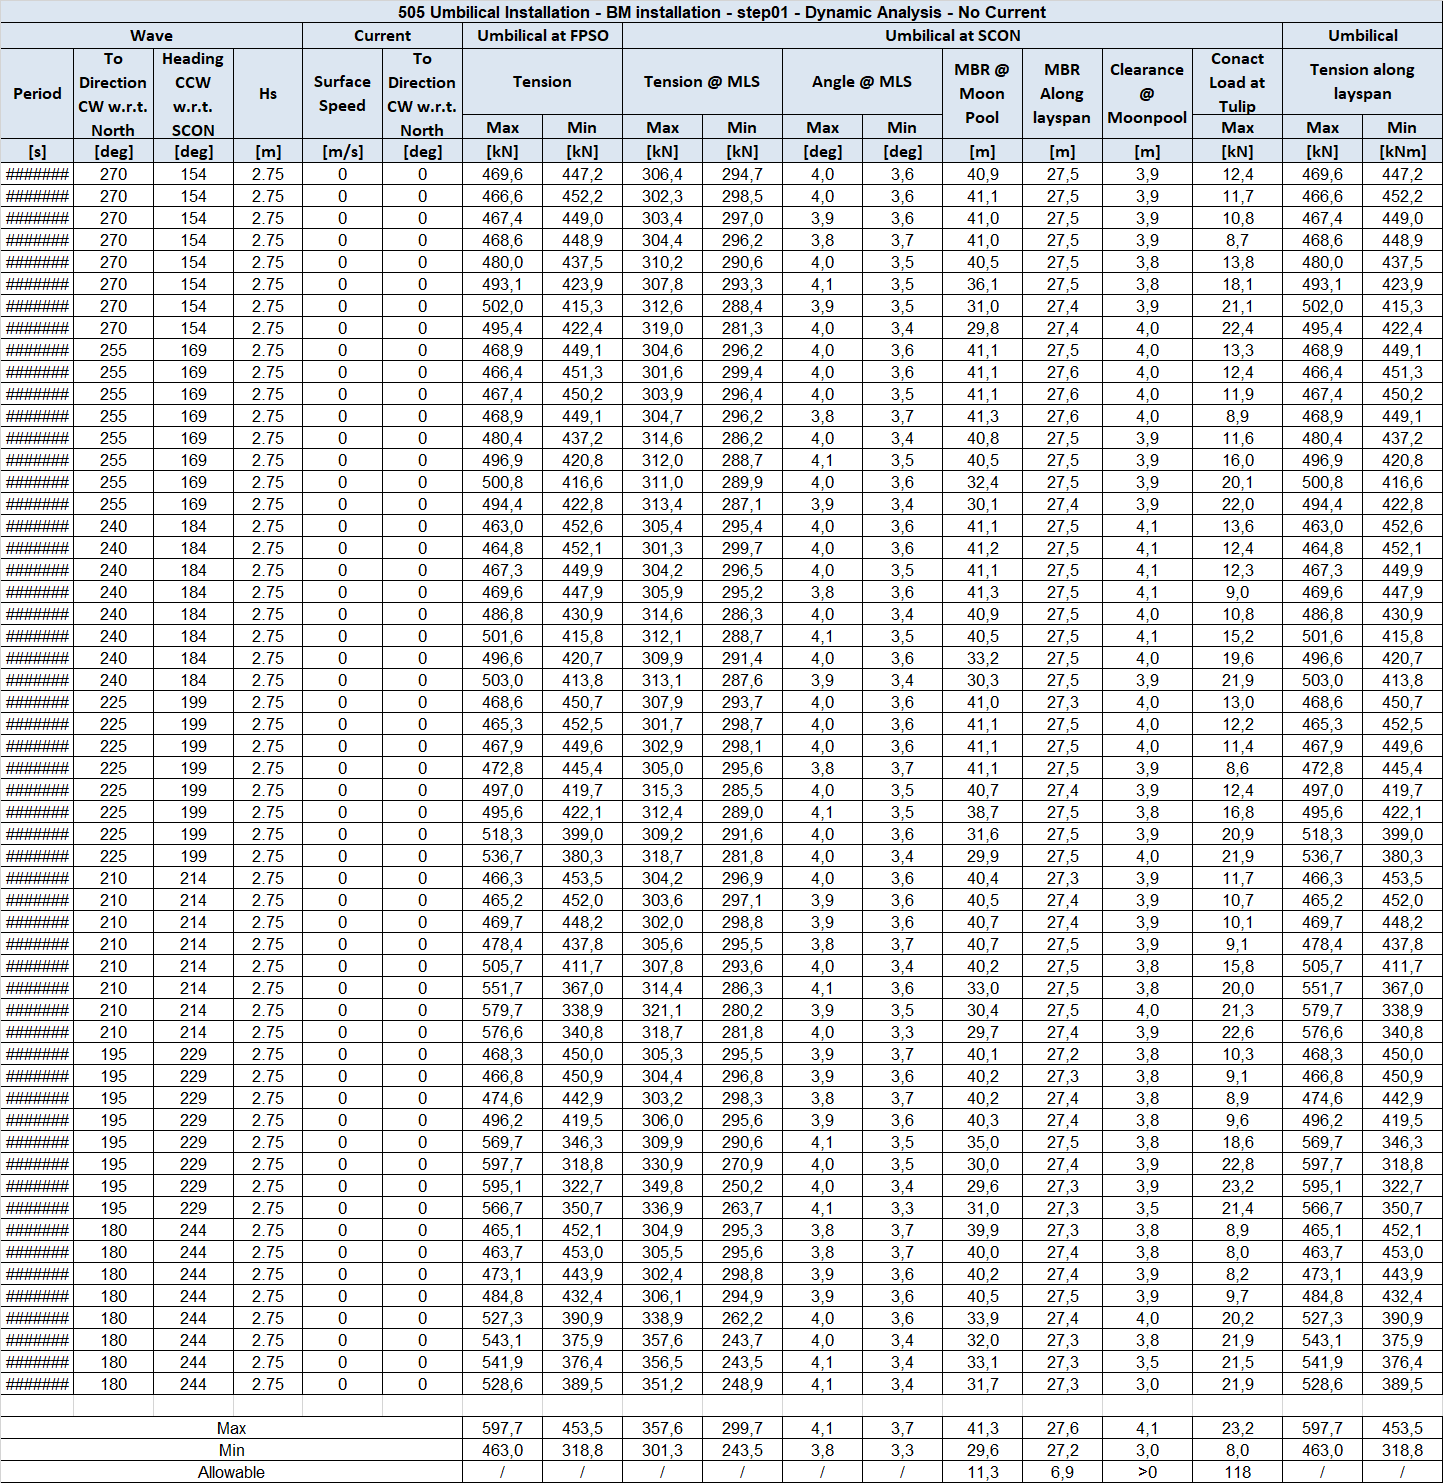 505 Umbilical Installation - BM installation - step01 - Dynamic Analysis - No Current
Wave Current Umbilical at FPSO Umbilical at SCON Umbilical
Period To Direction CW w.r.t. North Heading CCW w.r.t. SCON Hs Surface Speed To Direction CW w.r.t. North Tension Tension @ MLS Angle @ MLS MBR @ Moon Pool MBR Along layspan Clearance @ Moonpool Conact Load at Tulip Tension along layspan
Max Min Max Min Max Min Max Max Min
[s] [deg] [deg] [m] [m/s] [deg] [kN] [kN] [kN] [kN] [deg] [deg] [m] [m] [m] [kN] [kN] [kNm]
####### 270 154 2.75 0 0 469,6 447,2 306,4 294,7 4,0 3,6 40,9 27,5 3,9 12,4 469,6 447,2
####### 270 154 2.75 0 0 466,6 452,2 302,3 298,5 4,0 3,6 41,1 27,5 3,9 11,7 466,6 452,2
####### 270 154 2.75 0 0 467,4 449,0 303,4 297,0 3,9 3,6 41,0 27,5 3,9 10,8 467,4 449,0
####### 270 154 2.75 0 0 468,6 448,9 304,4 296,2 3,8 3,7 41,0 27,5 3,9 8,7 468,6 448,9
####### 270 154 2.75 0 0 480,0 437,5 310,2 290,6 4,0 3,5 40,5 27,5 3,8 13,8 480,0 437,5
####### 270 154 2.75 0 0 493,1 423,9 307,8 293,3 4,1 3,5 36,1 27,5 3,8 18,1 493,1 423,9
####### 270 154 2.75 0 0 502,0 415,3 312,6 288,4 3,9 3,5 31,0 27,4 3,9 21,1 502,0 415,3
####### 270 154 2.75 0 0 495,4 422,4 319,0 281,3 4,0 3,4 29,8 27,4 4,0 22,4 495,4 422,4
####### 255 169 2.75 0 0 468,9 449,1 304,6 296,2 4,0 3,6 41,1 27,5 4,0 13,3 468,9 449,1
####### 255 169 2.75 0 0 466,4 451,3 301,6 299,4 4,0 3,6 41,1 27,6 4,0 12,4 466,4 451,3
####### 255 169 2.75 0 0 467,4 450,2 303,9 296,4 4,0 3,5 41,1 27,6 4,0 11,9 467,4 450,2
####### 255 169 2.75 0 0 468,9 449,1 304,7 296,2 3,8 3,7 41,3 27,6 4,0 8,9 468,9 449,1
####### 255 169 2.75 0 0 480,4 437,2 314,6 286,2 4,0 3,4 40,8 27,5 3,9 11,6 480,4 437,2
####### 255 169 2.75 0 0 496,9 420,8 312,0 288,7 4,1 3,5 40,5 27,5 3,9 16,0 496,9 420,8
####### 255 169 2.75 0 0 500,8 416,6 311,0 289,9 4,0 3,6 32,4 27,5 3,9 20,1 500,8 416,6
####### 255 169 2.75 0 0 494,4 422,8 313,4 287,1 3,9 3,4 30,1 27,4 3,9 22,0 494,4 422,8
####### 240 184 2.75 0 0 463,0 452,6 305,4 295,4 4,0 3,6 41,1 27,5 4,1 13,6 463,0 452,6
####### 240 184 2.75 0 0 464,8 452,1 301,3 299,7 4,0 3,6 41,2 27,5 4,1 12,4 464,8 452,1
####### 240 184 2.75 0 0 467,3 449,9 304,2 296,5 4,0 3,5 41,1 27,5 4,1 12,3 467,3 449,9
####### 240 184 2.75 0 0 469,6 447,9 305,9 295,2 3,8 3,6 41,3 27,5 4,1 9,0 469,6 447,9
####### 240 184 2.75 0 0 486,8 430,9 314,6 286,3 4,0 3,4 40,9 27,5 4,0 10,8 486,8 430,9
####### 240 184 2.75 0 0 501,6 415,8 312,1 288,7 4,1 3,5 40,5 27,5 4,1 15,2 501,6 415,8
####### 240 184 2.75 0 0 496,6 420,7 309,9 291,4 4,0 3,6 33,2 27,5 4,0 19,6 496,6 420,7
####### 240 184 2.75 0 0 503,0 413,8 313,1 287,6 3,9 3,4 30,3 27,4 4,0 21,9 503,0 413,8
####### 225 199 2.75 0 0 468,6 450,7 307,9 293,7 4,0 3,6 41,0 27,3 4,0 13,0 468,6 450,7
####### 225 199 2.75 0 0 465,3 452,5 301,7 298,7 4,0 3,6 41,1 27,5 4,0 12,2 465,3 452,5
####### 225 199 2.75 0 0 467,9 449,6 302,9 298,1 4,0 3,6 41,1 27,5 4,0 11,4 467,9 449,6
####### 225 199 2.75 0 0 472,8 445,4 305,0 295,6 3,8 3,7 41,1 27,5 3,9 8,6 472,8 445,4
####### 225 199 2.75 0 0 497,0 419,7 315,3 285,5 4,0 3,5 40,7 27,4 3,9 12,4 497,0 419,7
####### 225 199 2.75 0 0 495,6 422,1 312,4 289,0 4,1 3,5 38,7 27,5 3,8 16,8 495,6 422,1
####### 225 199 2.75 0 0 518,3 399,0 309,2 291,6 4,0 3,6 31,6 27,5 3,9 20,9 518,3 399,0
####### 225 199 2.75 0 0 536,7 380,3 318,7 281,8 4,0 3,4 29,9 27,5 4,0 21,9 536,7 380,3
####### 210 214 2.75 0 0 466,3 453,5 304,2 296,9 4,0 3,6 40,4 27,3 3,9 11,7 466,3 453,5
####### 210 214 2.75 0 0 465,2 452,0 303,6 297,1 3,9 3,6 40,5 27,4 3,9 10,7 465,2 452,0
####### 210 214 2.75 0 0 469,7 448,2 302,0 298,8 4,0 3,6 40,7 27,4 3,9 10,1 469,7 448,2
####### 210 214 2.75 0 0 478,4 437,8 305,6 295,5 3,8 3,7 40,7 27,5 3,9 9,1 478,4 437,8
####### 210 214 2.75 0 0 505,7 411,7 307,8 293,6 4,0 3,4 40,2 27,5 3,8 15,8 505,7 411,7
####### 210 214 2.75 0 0 551,7 367,0 314,4 286,3 4,1 3,6 33,0 27,5 3,8 20,0 551,7 367,0
####### 210 214 2.75 0 0 579,7 338,9 321,1 280,2 3,9 3,5 30,4 27,5 4,0 21,3 579,7 338,9
####### 210 214 2.75 0 0 576,6 340,8 318,7 281,8 4,0 3,3 29,7 27,4 3,9 22,6 576,6 340,8
####### 195 229 2.75 0 0 468,3 450,0 305,3 295,5 3,9 3,7 40,1 27,2 3,8 10,3 468,3 450,0
####### 195 229 2.75 0 0 466,8 450,9 304,4 296,8 3,9 3,6 40,2 27,3 3,8 9,1 466,8 450,9
####### 195 229 2.75 0 0 474,6 442,9 303,2 298,3 3,8 3,7 40,2 27,4 3,8 8,9 474,6 442,9
####### 195 229 2.75 0 0 496,2 419,5 306,0 295,6 3,9 3,6 40,3 27,4 3,8 9,6 496,2 419,5
####### 195 229 2.75 0 0 569,7 346,3 309,9 290,6 4,1 3,5 35,0 27,5 3,8 18,6 569,7 346,3
####### 195 229 2.75 0 0 597,7 318,8 330,9 270,9 4,0 3,5 30,0 27,4 3,9 22,8 597,7 318,8
####### 195 229 2.75 0 0 595,1 322,7 349,8 250,2 4,0 3,4 29,6 27,3 3,9 23,2 595,1 322,7
####### 195 229 2.75 0 0 566,7 350,7 336,9 263,7 4,1 3,3 31,0 27,3 3,5 21,4 566,7 350,7
####### 180 244 2.75 0 0 465,1 452,1 304,9 295,3 3,8 3,7 39,9 27,3 3,8 8,9 465,1 452,1
####### 180 244 2.75 0 0 463,7 453,0 305,5 295,6 3,8 3,7 40,0 27,4 3,8 8,0 463,7 453,0
####### 180 244 2.75 0 0 473,1 443,9 302,4 298,8 3,9 3,6 40,2 27,4 3,9 8,2 473,1 443,9
####### 180 244 2.75 0 0 484,8 432,4 306,1 294,9 3,9 3,6 40,5 27,5 3,9 9,7 484,8 432,4
####### 180 244 2.75 0 0 527,3 390,9 338,9 262,2 4,0 3,6 33,9 27,4 4,0 20,2 527,3 390,9
####### 180 244 2.75 0 0 543,1 375,9 357,6 243,7 4,0 3,4 32,0 27,3 3,8 21,9 543,1 375,9
####### 180 244 2.75 0 0 541,9 376,4 356,5 243,5 4,1 3,4 33,1 27,3 3,5 21,5 541,9 376,4
####### 180 244 2.75 0 0 528,6 389,5 351,2 248,9 4,1 3,4 31,7 27,3 3,0 21,9 528,6 389,5
Max 597,7 453,5 357,6 299,7 4,1 3,7 41,3 27,6 4,1 23,2 597,7 453,5
Min 463,0 318,8 301,3 243,5 3,8 3,3 29,6 27,2 3,0 8,0 463,0 318,8
Allowable / / / / / / 11,3 6,9 >0 118 / /